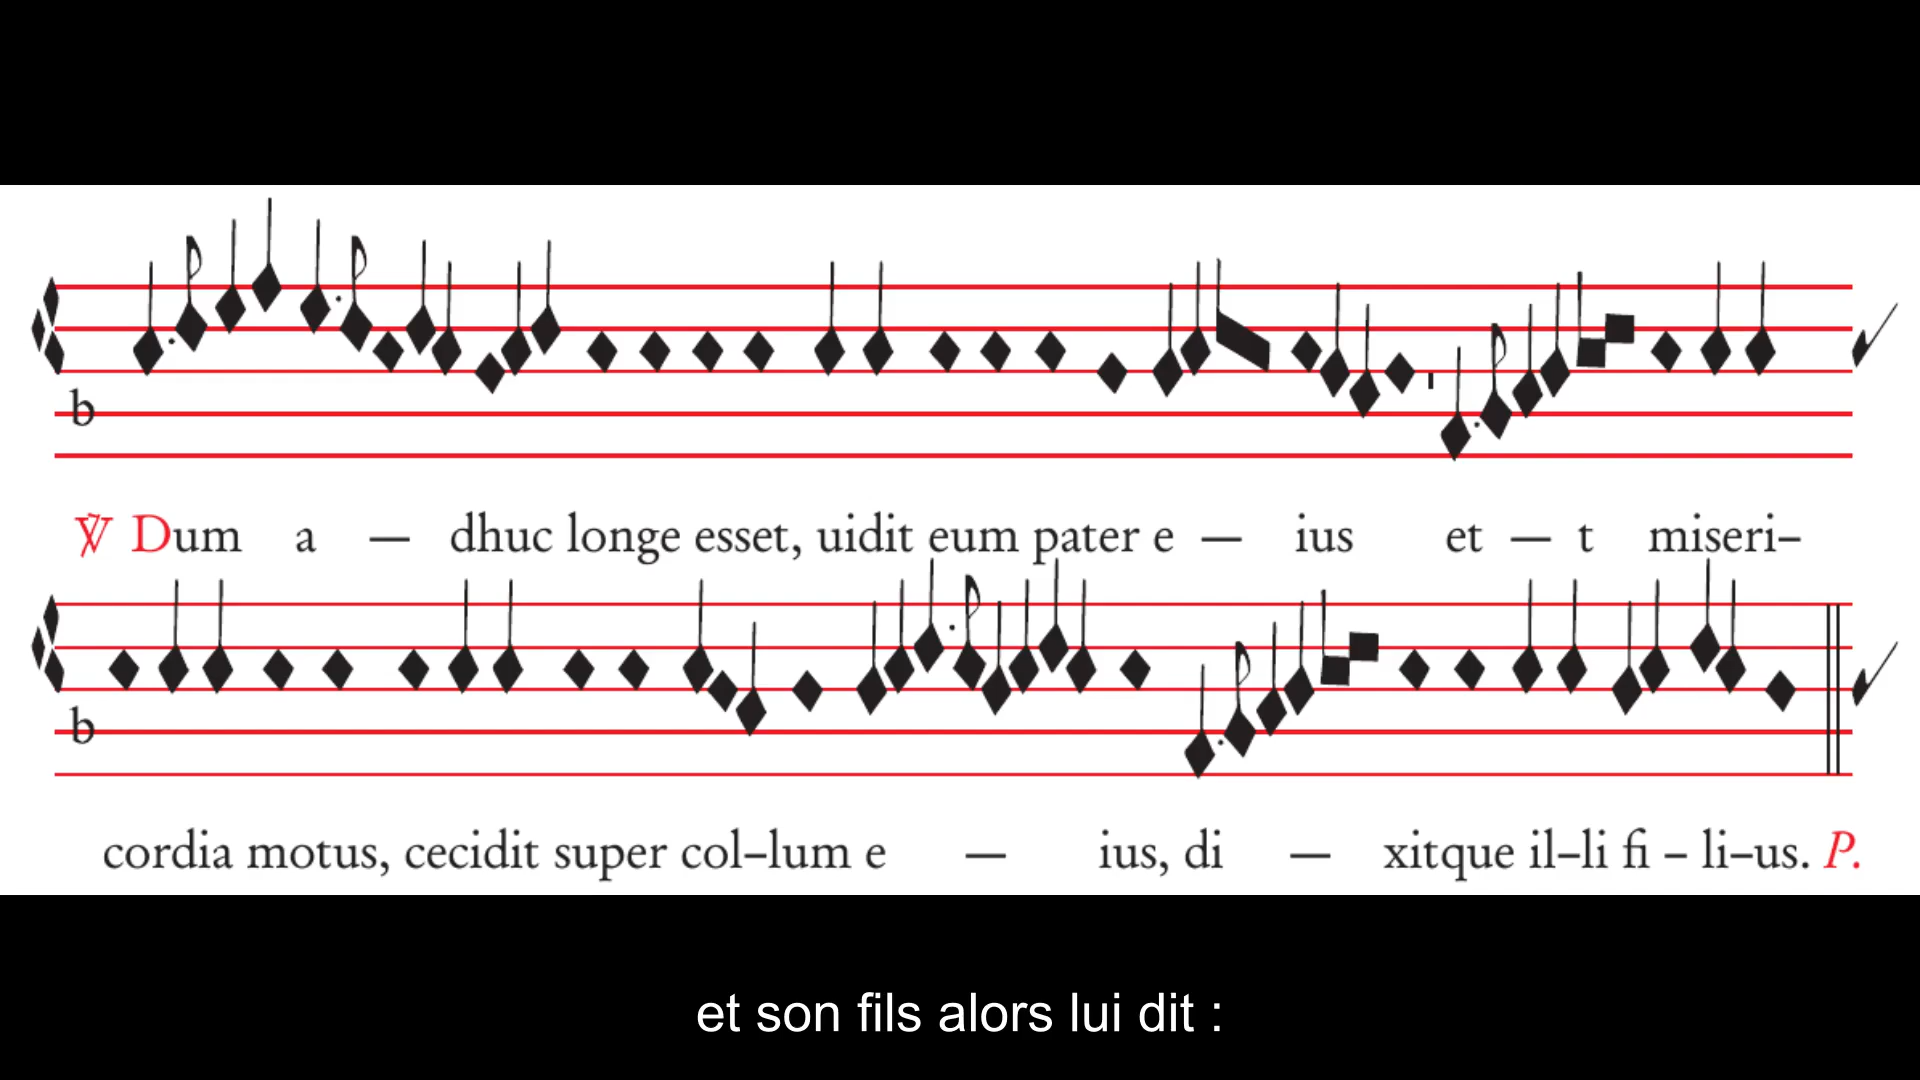 b
℣ Dum a — dhuc longe esset, uidit eum pater e — ius et — t miseri–
b
cordia motus, cecidit super col–lum e — ius, di — xitque il–li fi – li–us. P.
et son fils alors lui dit :